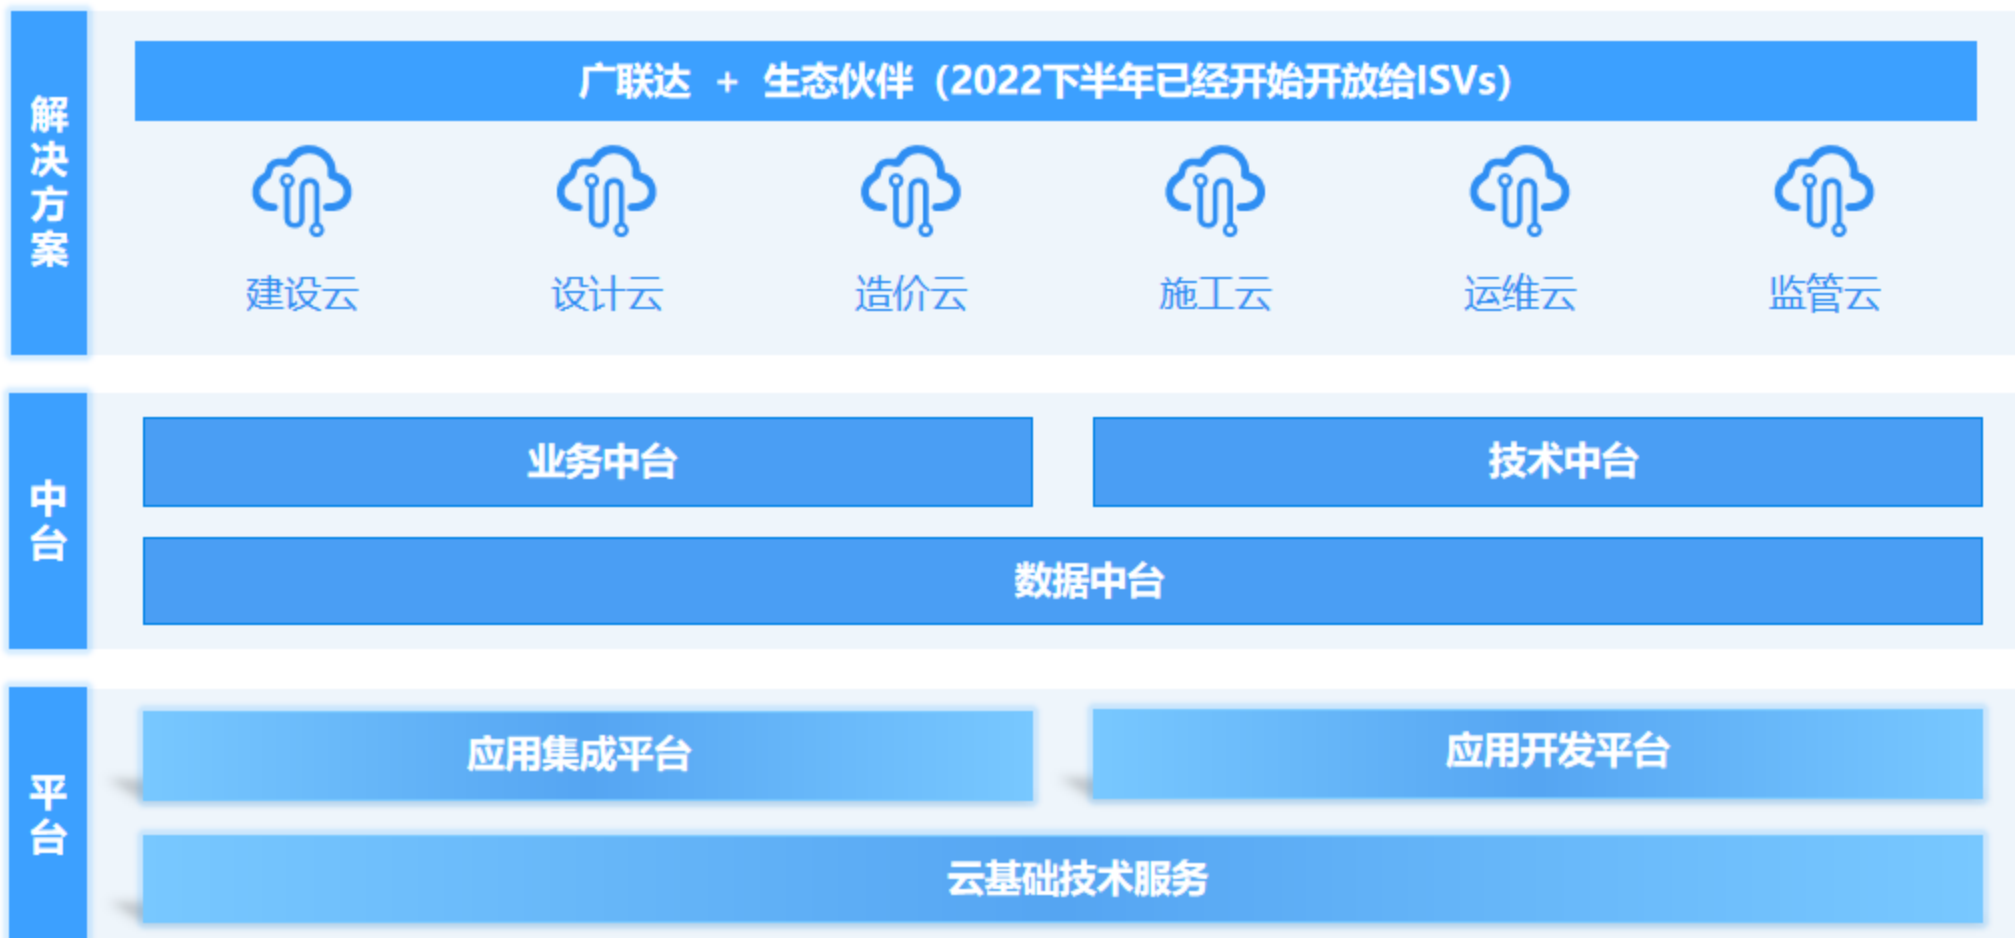 解决方案
广联达 + 生态伙伴（2022下半年已经开始开放给ISVs）
建设云
设计云
造价云
施工云
运维云
监管云
中台
业务中台
技术中台
数据中台
平台
应用集成平台
应用开发平台
云基础技术服务